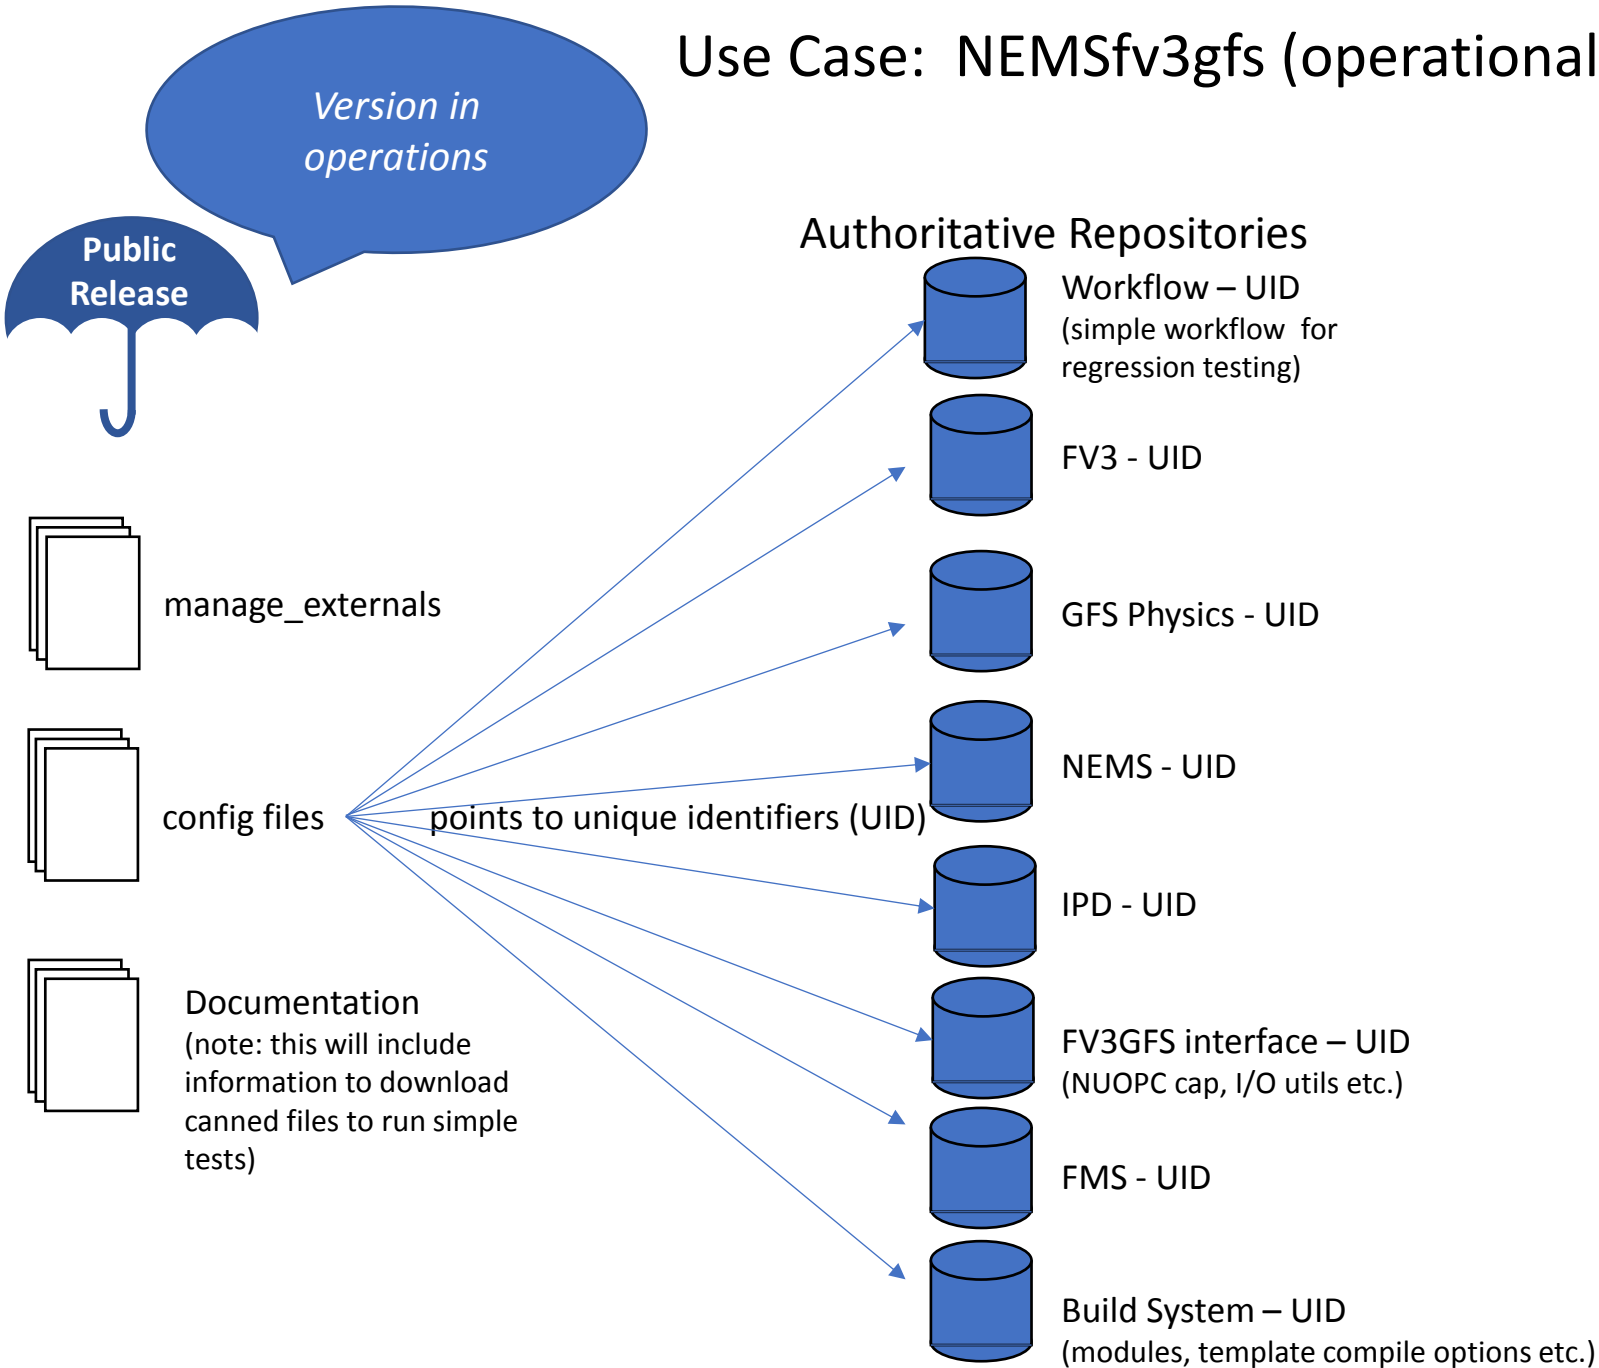 Use Case:  NEMSfv3gfs (operational
Version in
operations
Public
Release
Authoritative Repositories
Workflow – UID
(simple workflow  for
regression testing)
FV3 - UID
manage_externals
GFS Physics - UID
NEMS - UID
config files
points to unique identifiers (UID)
IPD - UID
Documentation
(note: this will include
information to download
canned files to run simple
tests)
FV3GFS interface – UID
(NUOPC cap, I/O utils etc.)
FMS - UID
Build System – UID
(modules, template compile options etc.)